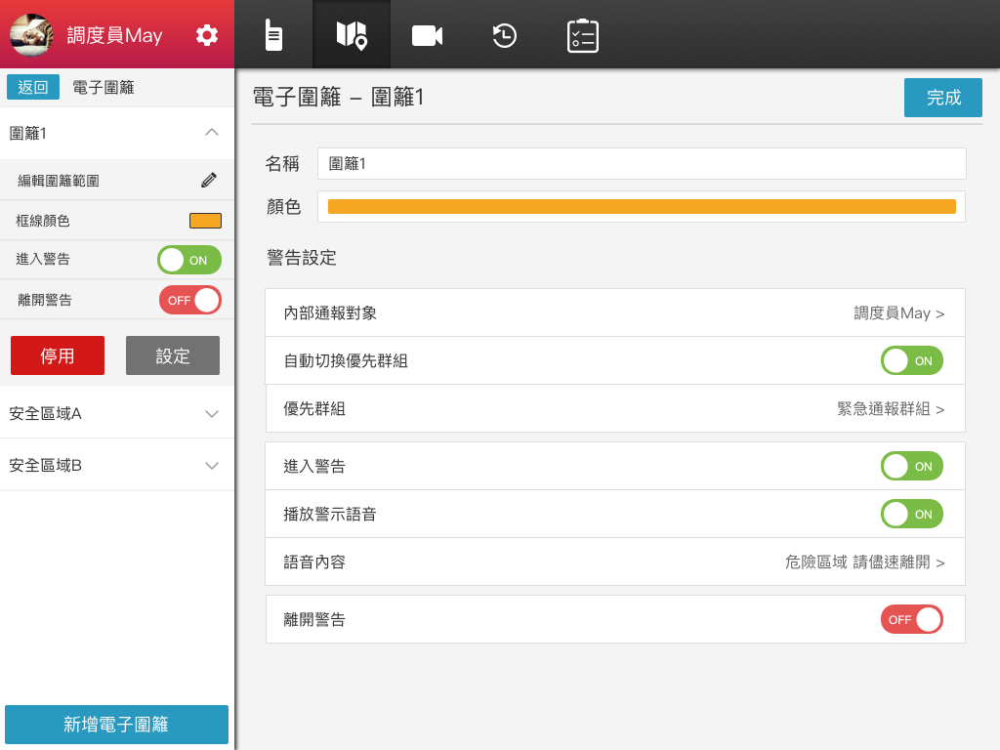 調度員May
返回 電子圍籬
圍籬1
編輯圍籬範圍
框線顏色
進入警告 ON
離開警告 OFF
停用 設定
安全區域A
安全區域B
新增電子圍籬
電子圍籬 – 圍籬1 完成
名稱 圍籬1
顏色
警告設定
內部通報對象 調度員May >
自動切換優先群組 ON
優先群組 緊急通報群組 >
進入警告 ON
播放警示語音 ON
語音內容 危險區域 請儘速離開 >
離開警告 OFF